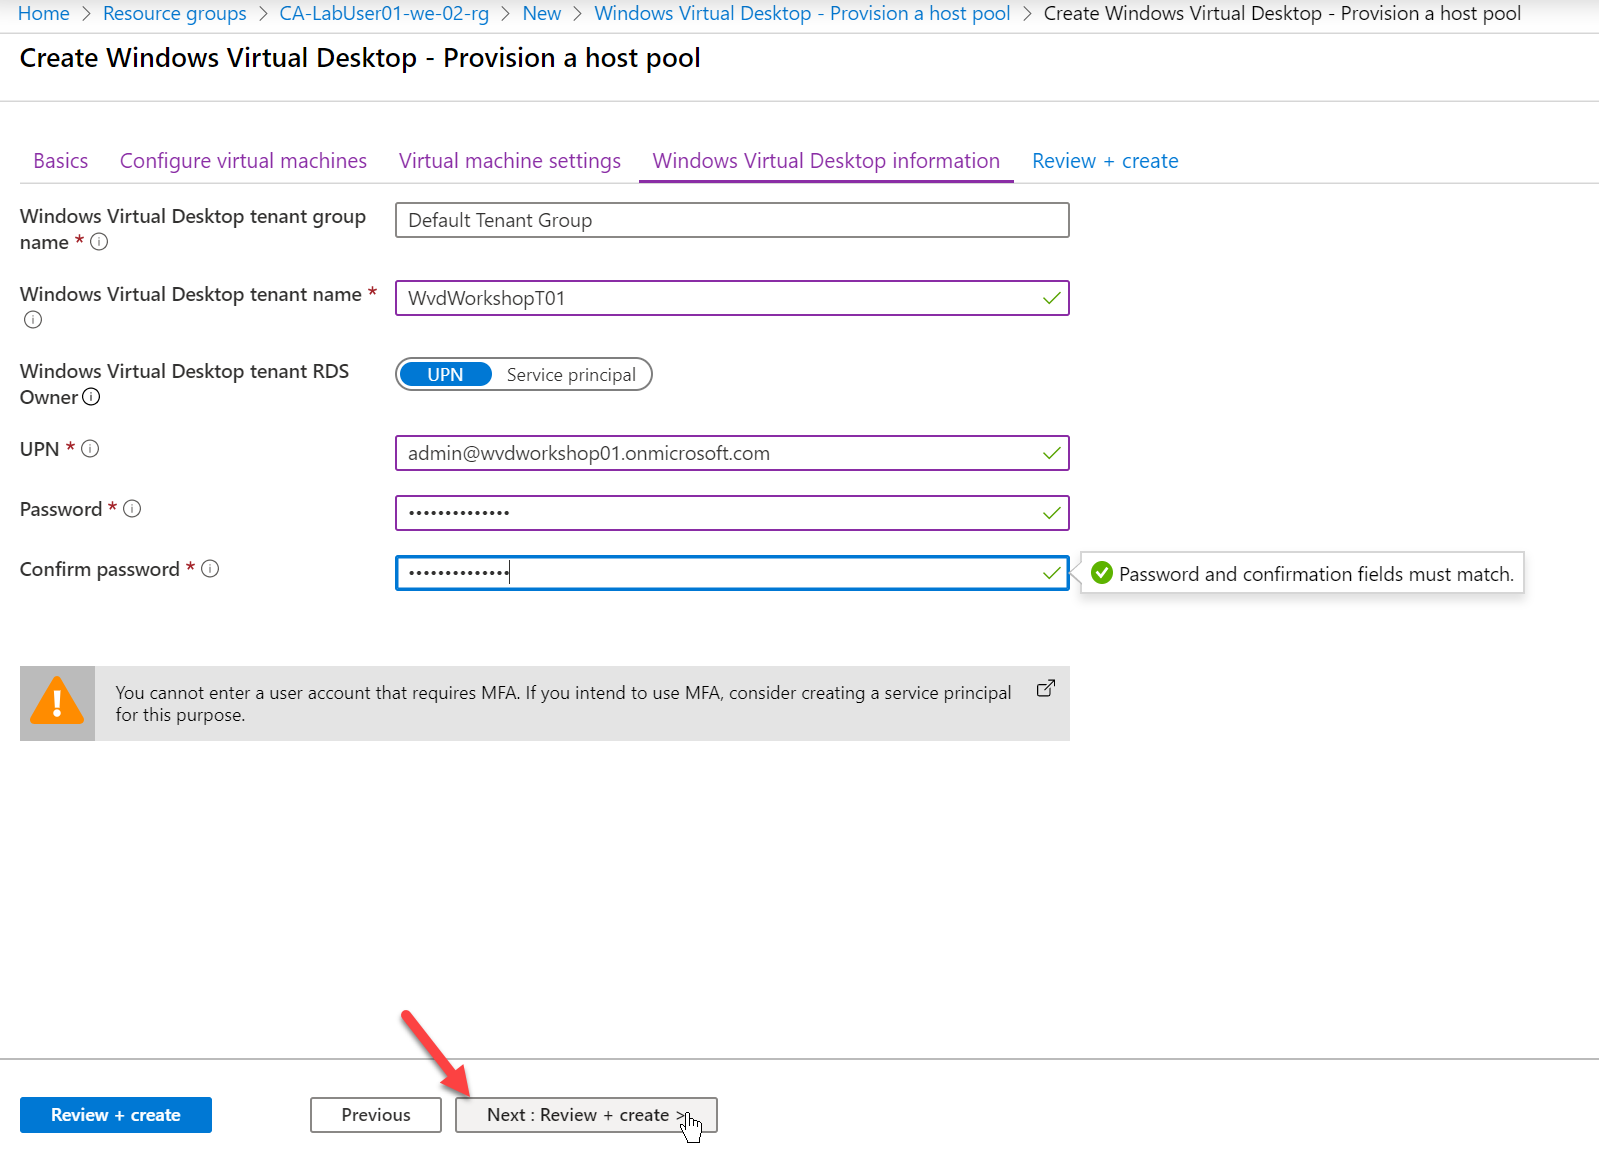 Home > Resource groups > CA-LabUser01-we-02-rg > New > Windows Virtual Desktop - Provision a host pool > Create Windows Virtual Desktop - Provision a host pool
Create Windows Virtual Desktop - Provision a host pool
Basics Configure virtual machines Virtual machine settings Windows Virtual Desktop information Review + create
Windows Virtual Desktop tenant group
name *
Default Tenant Group
Windows Virtual Desktop tenant name *
WvdWorkshopT01
Windows Virtual Desktop tenant RDS
Owner
UPN Service principal
UPN *
admin@wvdworkshop01.onmicrosoft.com
Password *
••••••••••••••
Confirm password *
••••••••••••••
Password and confirmation fields must match.
You cannot enter a user account that requires MFA. If you intend to use MFA, consider creating a service principal
for this purpose.
Review + create Previous Next : Review + create >